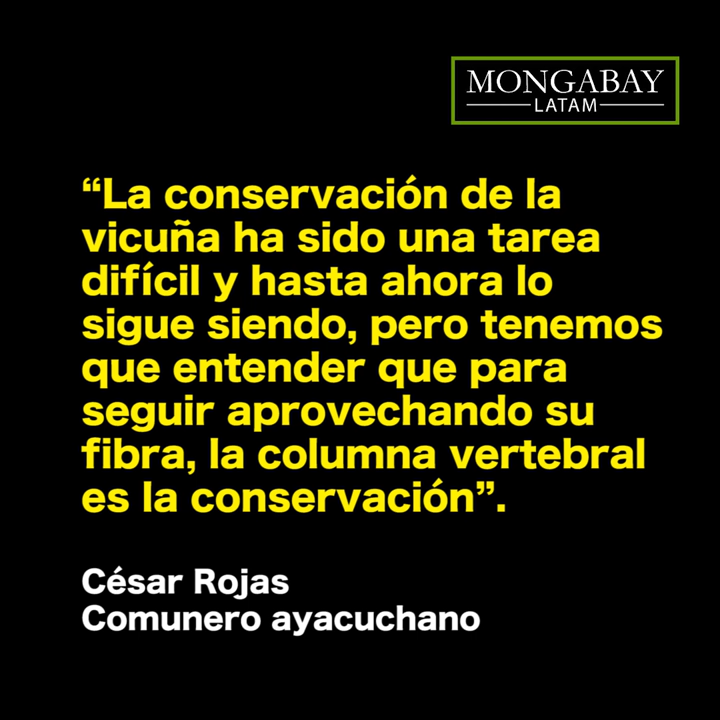 MONGABAY
LATAM
“La conservación de la
vicuña ha sido una tarea
difícil y hasta ahora lo
sigue siendo, pero tenemos
que entender que para
seguir aprovechando su
fibra, la columna vertebral
es la conservación”.
César Rojas
Comunero ayacuchano